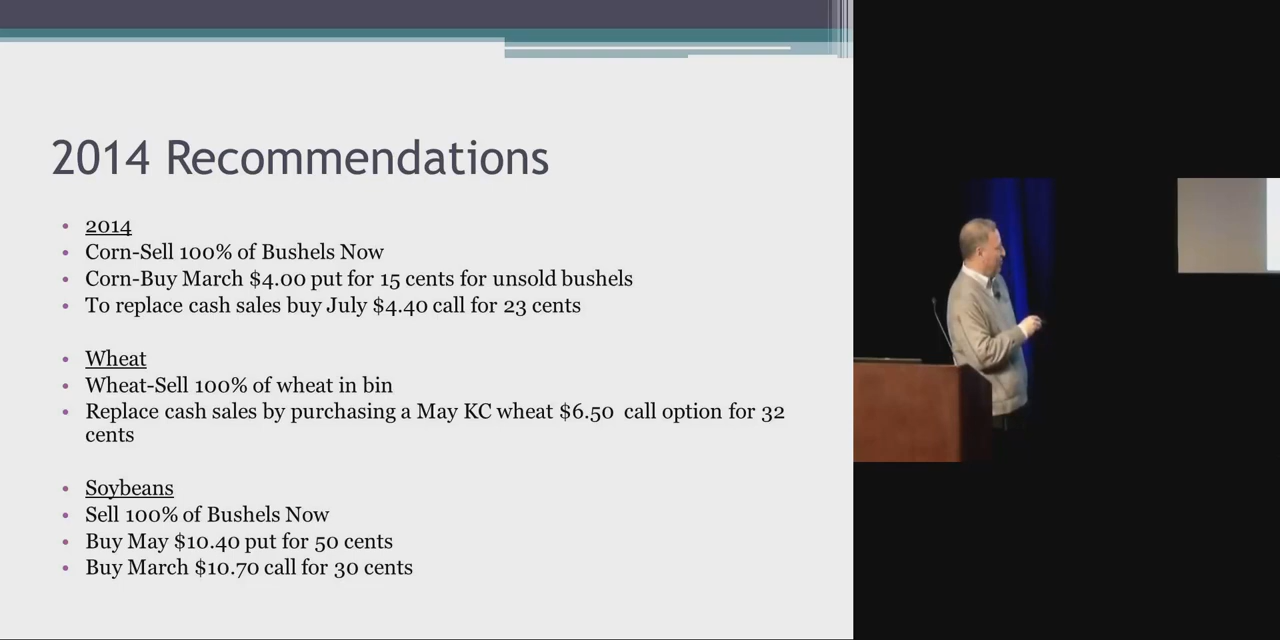 2014 Recommendations
2014
Corn-Sell 100% of Bushels Now
Corn-Buy March $4.00 put for 15 cents for unsold bushels
To replace cash sales buy July $4.40 call for 23 cents
Wheat
Wheat-Sell 100% of wheat in bin
Replace cash sales by purchasing a May KC wheat $6.50 call option for 32
cents
Soybeans
Sell 100% of Bushels Now
Buy May $10.40 put for 50 cents
Buy March $10.70 call for 30 cents